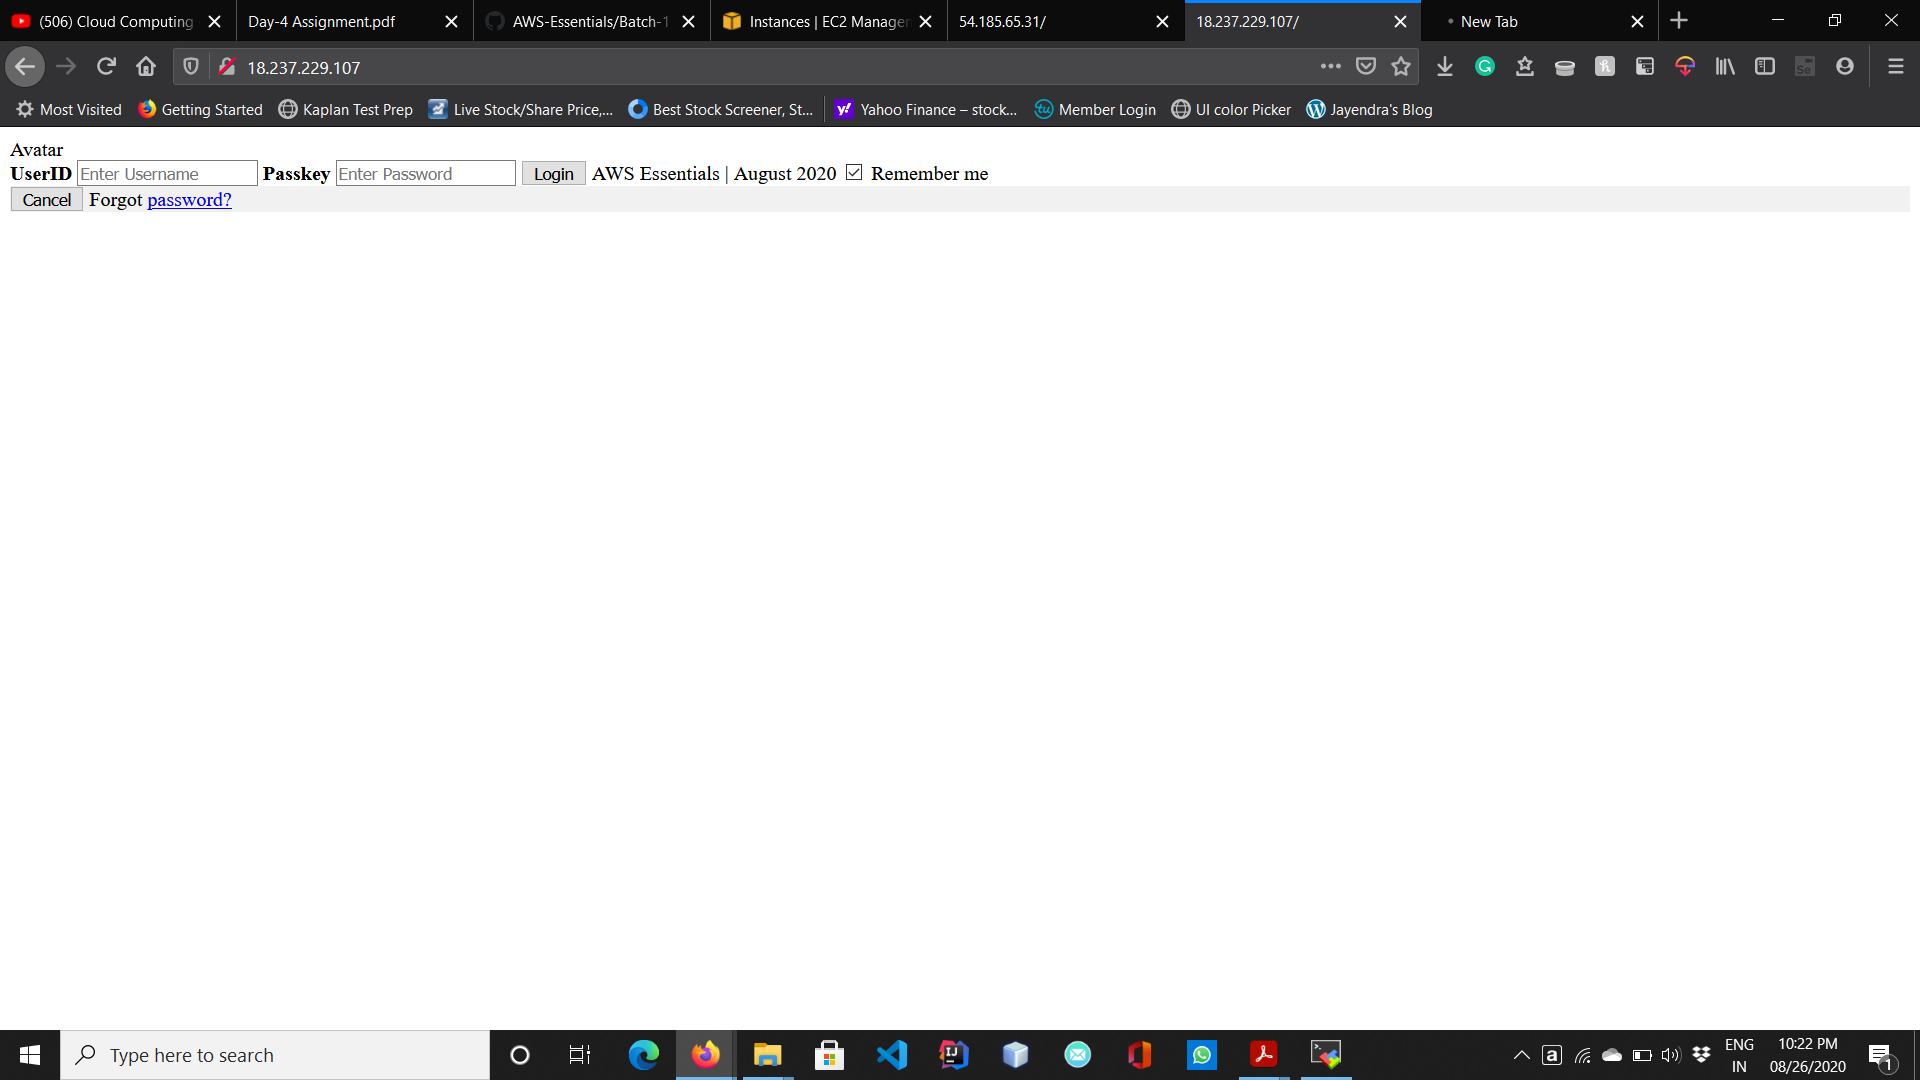 (506) Cloud Computing
Day-4 Assignment.pdf
AWS-Essentials/Batch-1
Instances | EC2 Manager
54.185.65.31/
18.237.229.107/
New Tab
18.237.229.107
Most Visited
Getting Started
Kaplan Test Prep
Live Stock/Share Price,...
Best Stock Screener, St...
Yahoo Finance – stock...
Member Login
UI color Picker
Jayendra's Blog
Avatar
UserID Enter Username Passkey Enter Password Login AWS Essentials | August 2020 Remember me
Cancel Forgot password?
Type here to search
ENG
IN
10:22 PM
08/26/2020
1